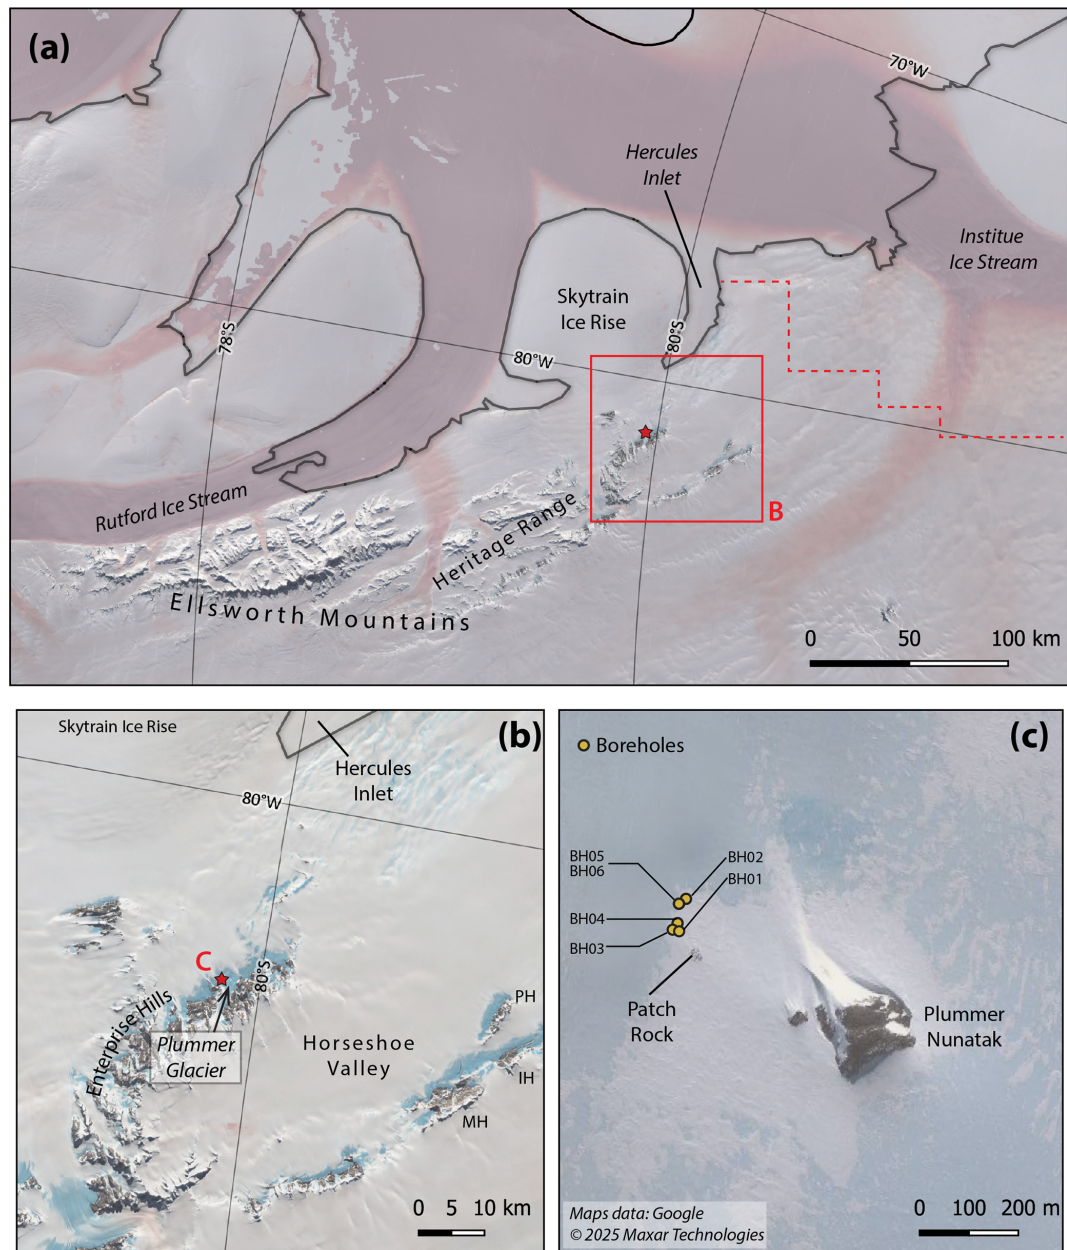 (a)
70°W
Hercules
Inlet
Institue
Ice Stream
Skytrain
Ice Rise
78°S
80°S
80°W
B
Rutford Ice Stream
Heritage Range
Ellsworth Mountains
0 50 100 km
(b)
Skytrain Ice Rise
Hercules
Inlet
80°W
C
80°S
Enterprise Hills
Plummer
Glacier
Horseshoe
Valley
PH
IH
MH
0 5 10 km
(c)
Boreholes
BH05
BH06
BH02
BH01
BH04
BH03
Patch
Rock
Plummer
Nunatak
Maps data: Google
© 2025 Maxar Technologies
0 100 200 m